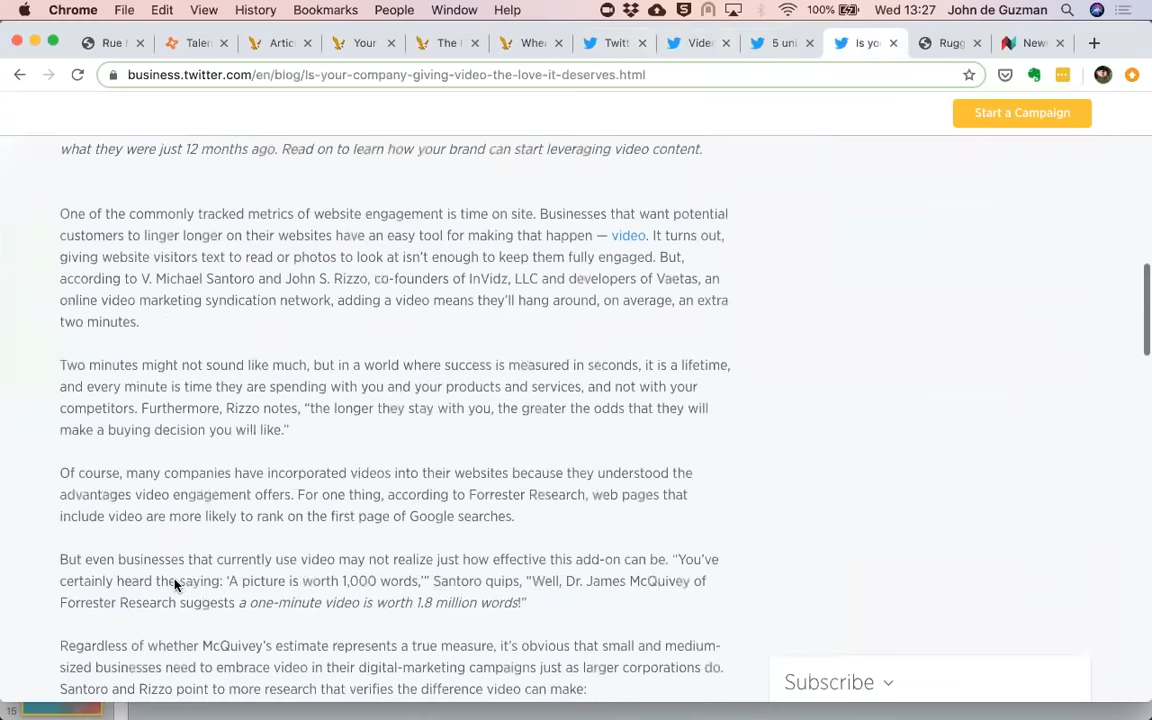 Chrome File Edit View History Bookmarks People Window Help 100% Wed 13:27 John de Guzman
Rue Talen Artic Your The Whe Twitt Vide 5 uni Is yo Rugg New
business.twitter.com/en/blog/Is-your-company-giving-video-the-love-it-deserves.html
Start a Campaign
what they were just 12 months ago. Read on to learn how your brand can start leveraging video content.
One of the commonly tracked metrics of website engagement is time on site. Businesses that want potential
customers to linger longer on their websites have an easy tool for making that happen — video. It turns out,
giving website visitors text to read or photos to look at isn't enough to keep them fully engaged. But,
according to V. Michael Santoro and John S. Rizzo, co-founders of InVidz, LLC and developers of Vaetas, an
online video marketing syndication network, adding a video means they'll hang around, on average, an extra
two minutes.
Two minutes might not sound like much, but in a world where success is measured in seconds, it is a lifetime,
and every minute is time they are spending with you and your products and services, and not with your
competitors. Furthermore, Rizzo notes, “the longer they stay with you, the greater the odds that they will
make a buying decision you will like.”
Of course, many companies have incorporated videos into their websites because they understood the
advantages video engagement offers. For one thing, according to Forrester Research, web pages that
include video are more likely to rank on the first page of Google searches.
But even businesses that currently use video may not realize just how effective this add-on can be. “You've
certainly heard the saying: ‘A picture is worth 1,000 words,’” Santoro quips, “Well, Dr. James McQuivey of
Forrester Research suggests a one-minute video is worth 1.8 million words!”
Regardless of whether McQuivey's estimate represents a true measure, it's obvious that small and medium-
sized businesses need to embrace video in their digital-marketing campaigns just as larger corporations do.
Subscribe
Santoro and Rizzo point to more research that verifies the difference video can make:
15